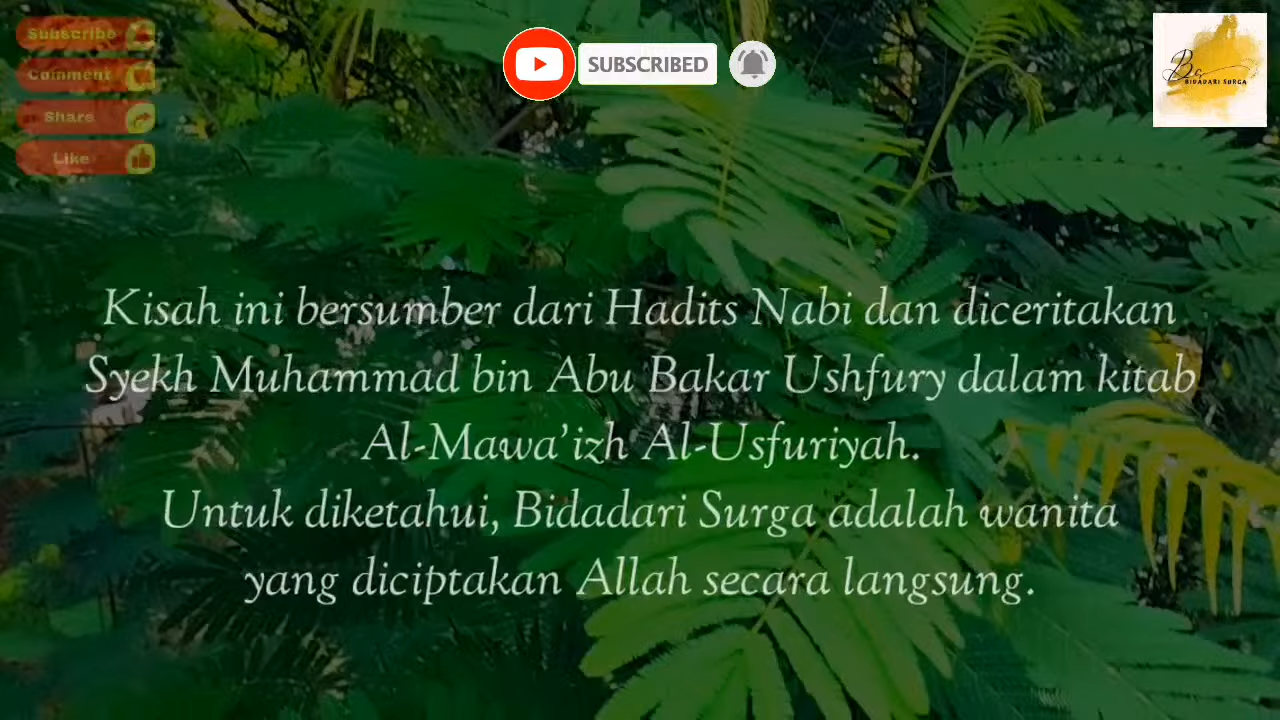 Subscribe
Comment
Share
Like
SUBSCRIBED
Bs
BIDADARI SURGA
Kisah ini bersumber dari Hadits Nabi dan diceritakan
Syekh Muhammad bin Abu Bakar Ushfury dalam kitab
Al-Mawa'izh Al-Usfuriyah.
Untuk diketahui, Bidadari Surga adalah wanita
yang diciptakan Allah secara langsung.